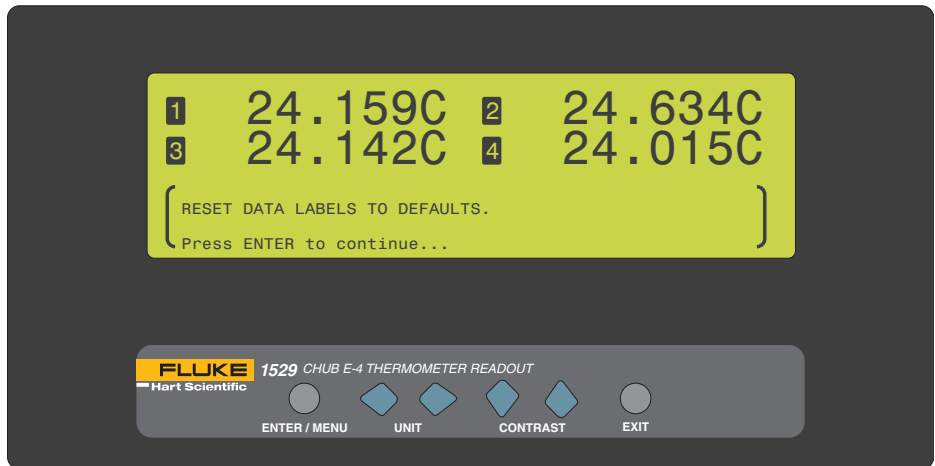 1 24.159C 2 24.634C
3 24.142C 4 24.015C
RESET DATA LABELS TO DEFAULTS.
Press ENTER to continue...
FLUKE
Hart Scientific
1529 CHUB E-4 THERMOMETER READOUT
ENTER / MENU UNIT CONTRAST EXIT